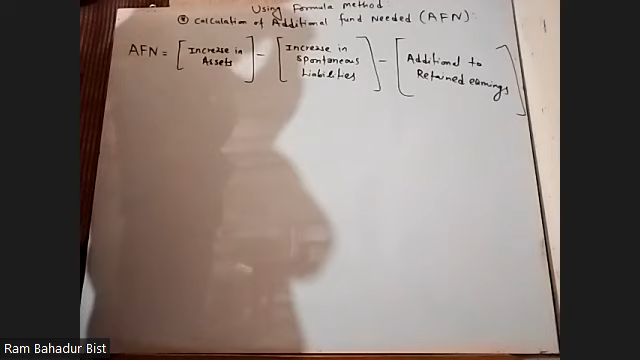 Using Formula method
* Calculation of Additional fund Needed (AFN):
AFN = [Increase in Assets] - [Increase in Spontaneous Liabilities] - [Additional to Retained earnings]
Ram Bahadur Bist